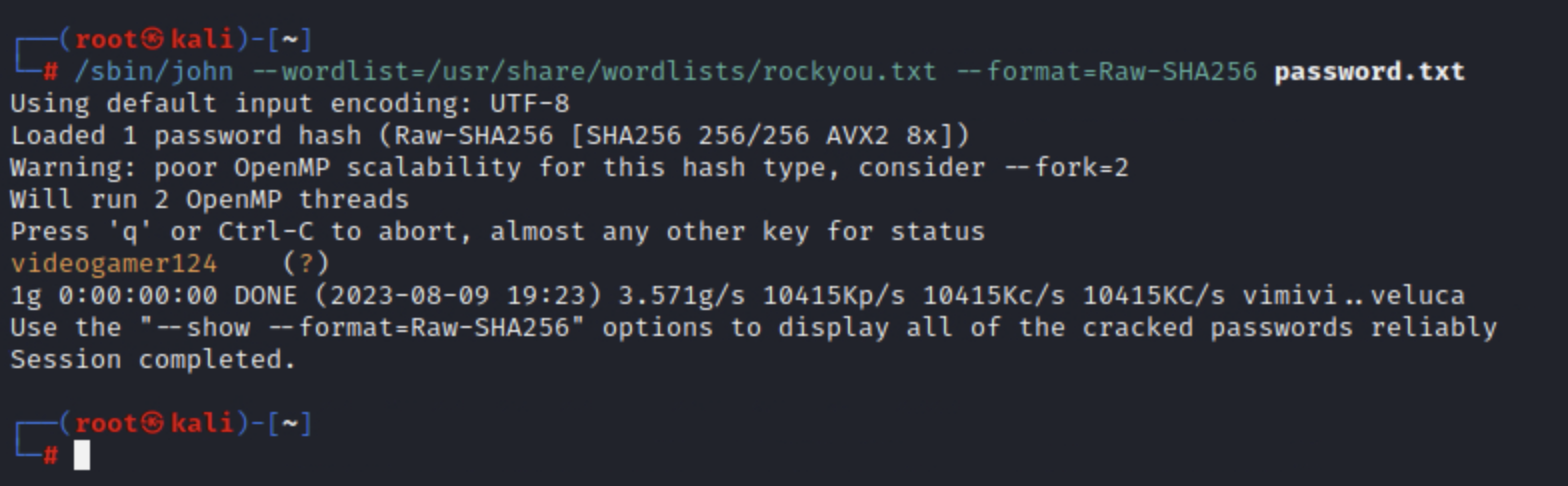 ┌──(root㉿kali)-[~]
└─# /sbin/john --wordlist=/usr/share/wordlists/rockyou.txt --format=Raw-SHA256 password.txt
Using default input encoding: UTF-8
Loaded 1 password hash (Raw-SHA256 [SHA256 256/256 AVX2 8x])
Warning: poor OpenMP scalability for this hash type, consider --fork=2
Will run 2 OpenMP threads
Press 'q' or Ctrl-C to abort, almost any other key for status
videogamer124    (?)
1g 0:00:00:00 DONE (2023-08-09 19:23) 3.571g/s 10415Kp/s 10415Kc/s 10415KC/s vimivi..veluca
Use the "--show --format=Raw-SHA256" options to display all of the cracked passwords reliably
Session completed.
┌──(root㉿kali)-[~]
└─#